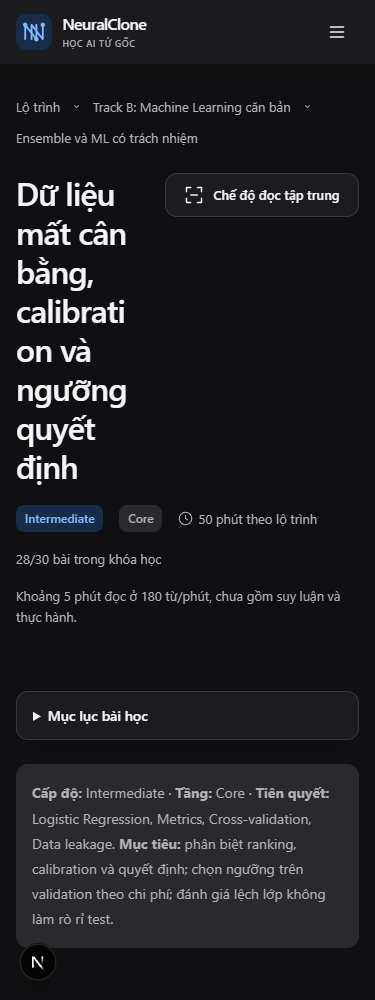 NeuralClone
HỌC AI TỪ GỐC
Lộ trình
Track B: Machine Learning căn bản
Ensemble và ML có trách nhiệm
Dữ liệu
mất cân
bằng,
calibrati
on và
ngưỡng
quyết
định
Chế độ đọc tập trung
Intermediate
Core
50 phút theo lộ trình
28/30 bài trong khóa học
Khoảng 5 phút đọc ở 180 từ/phút, chưa gồm suy luận và
thực hành.
Mục lục bài học
Cấp độ: Intermediate · Tầng: Core · Tiên quyết:
Logistic Regression, Metrics, Cross-validation,
Data leakage. Mục tiêu: phân biệt ranking,
calibration và quyết định; chọn ngưỡng trên
validation theo chi phí; đánh giá lệch lớp không
làm rò rỉ test.
N